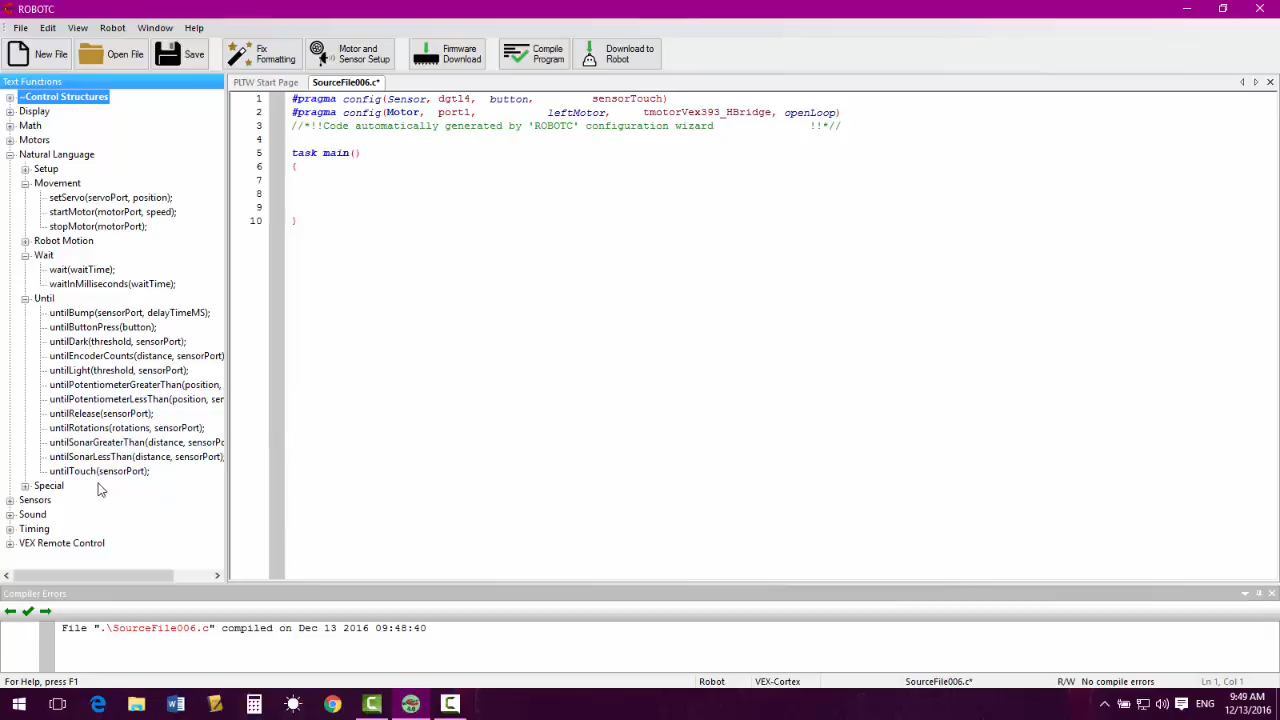 ROBOTC
File Edit View Robot Window Help
New File Open File Save Fix Formatting Motor and Sensor Setup Firmware Download Compile Program Download to Robot
Text Functions
PLTW Start Page SourceFile006.c*
--Control Structures
Display
Math
Motors
Natural Language
Setup
Movement
setServo(servoPort, position);
startMotor(motorPort, speed);
stopMotor(motorPort);
Robot Motion
Wait
wait(waitTime);
waitInMilliseconds(waitTime);
Until
untilBump(sensorPort, delayTimeMS);
untilButtonPress(button);
untilDark(threshold, sensorPort);
untilEncoderCounts(distance, sensorPort)
untilLight(threshold, sensorPort);
untilPotentiometerGreaterThan(position,
untilPotentiometerLessThan(position, ser
untilRelease(sensorPort);
untilRotations(rotations, sensorPort);
untilSonarGreaterThan(distance, sensorPo
untilSonarLessThan(distance, sensorPort);
untilTouch(sensorPort);
Special
Sensors
Sound
Timing
VEX Remote Control
1 #pragma config(Sensor, dgtl4, button, sensorTouch)
2 #pragma config(Motor, port1, leftMotor, tmotorVex393_HBridge, openLoop)
3 //*!!Code automatically generated by 'ROBOTC' configuration wizard !!*//
4
5 task main()
6 {
7
8
9
10 }
Compiler Errors
File ".\SourceFile006.c" compiled on Dec 13 2016 09:48:40
For Help, press F1 Robot VEX-Cortex SourceFile006.c* R/W No compile errors Ln 1, Col 1
ENG 9:49 AM
12/13/2016